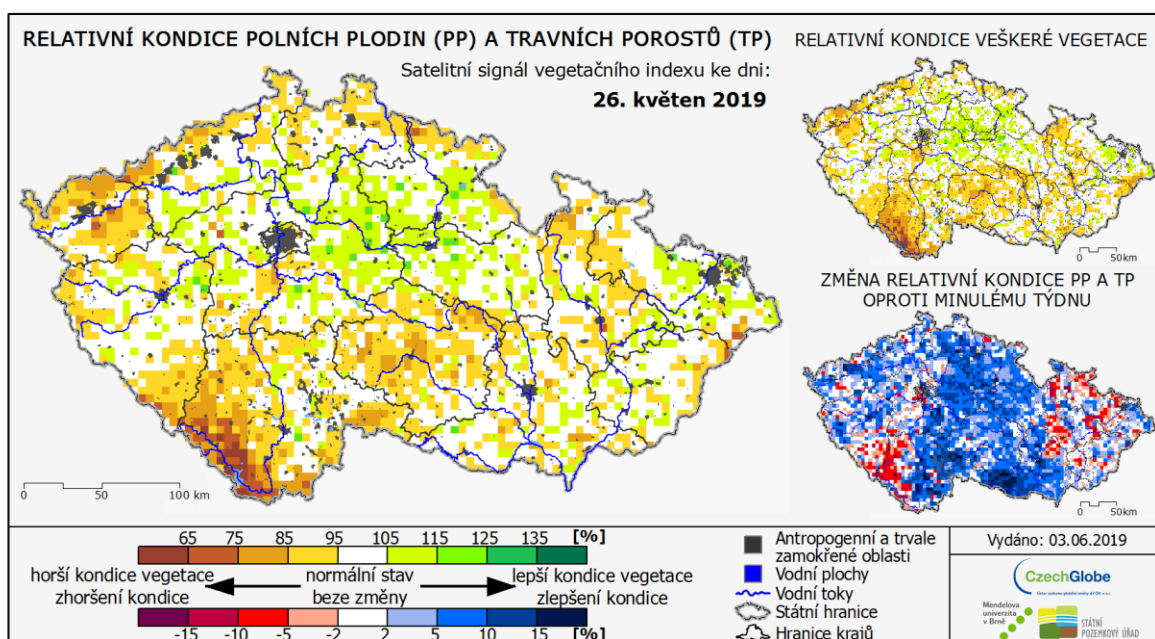 RELATIVNÍ KONDICE POLNÍCH PLODIN (PP) A TRAVNÍCH POROSTŮ (TP)
Satelitní signál vegetačního indexu ke dni:
26. květen 2019
0 50 100 km
RELATIVNÍ KONDICE VEŠKERÉ VEGETACE
0 50km
ZMĚNA RELATIVNÍ KONDICE PP A TP
OPROTI MINULÉMU TÝDNU
0 50km
65 75 85 95 105 115 125 135 [%]
horší kondice vegetace normální stav lepší kondice vegetace
zhoršení kondice beze změny zlepšení kondice
-15 -10 -5 -2 2 5 10 15 [%]
Antropogenní a trvale
zamokřené oblasti
Vodní plochy
Vodní toky
Státní hranice
Hranice krajů
Vydáno: 03.06.2019
CzechGlobe
Mendelova
univerzita
v Brně
STÁTNÍ
POZEMKOVÝ ÚŘAD